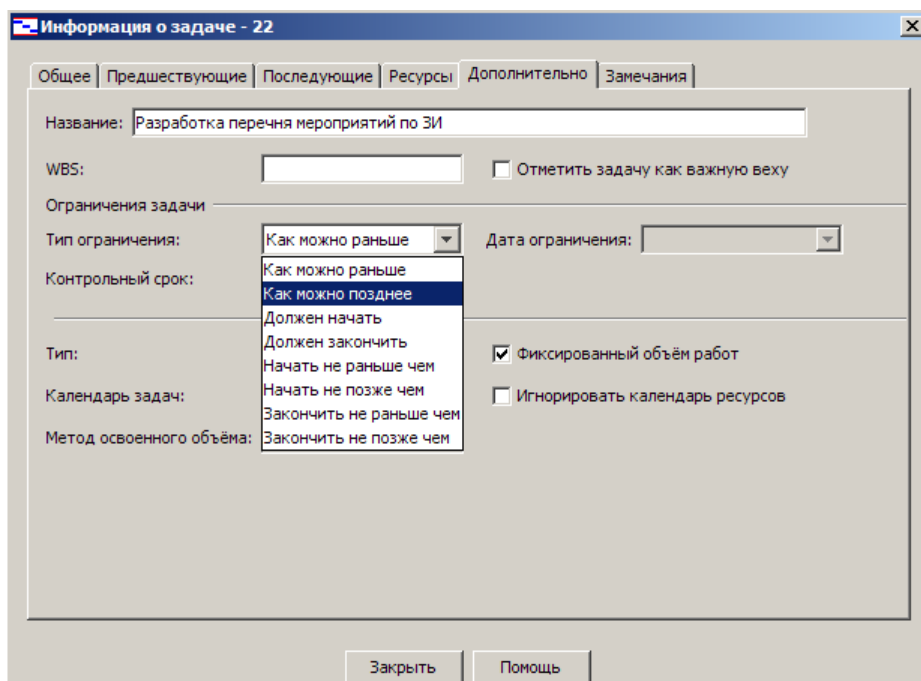 Информация о задаче - 22
Общее Предшествующие Последующие Ресурсы Дополнительно Замечания
Название: Разработка перечня мероприятий по ЗИ
WBS: Отметить задачу как важную веху
Ограничения задачи
Тип ограничения: Как можно раньше Дата ограничения:
Контрольный срок:
Как можно раньше
Как можно позднее
Должен начать
Должен закончить
Начать не раньше чем
Начать не позже чем
Закончить не раньше чем
Закончить не позже чем
Тип: Фиксированный объём работ
Календарь задач: Игнорировать календарь ресурсов
Метод освоенного объёма:
Закрыть Помощь